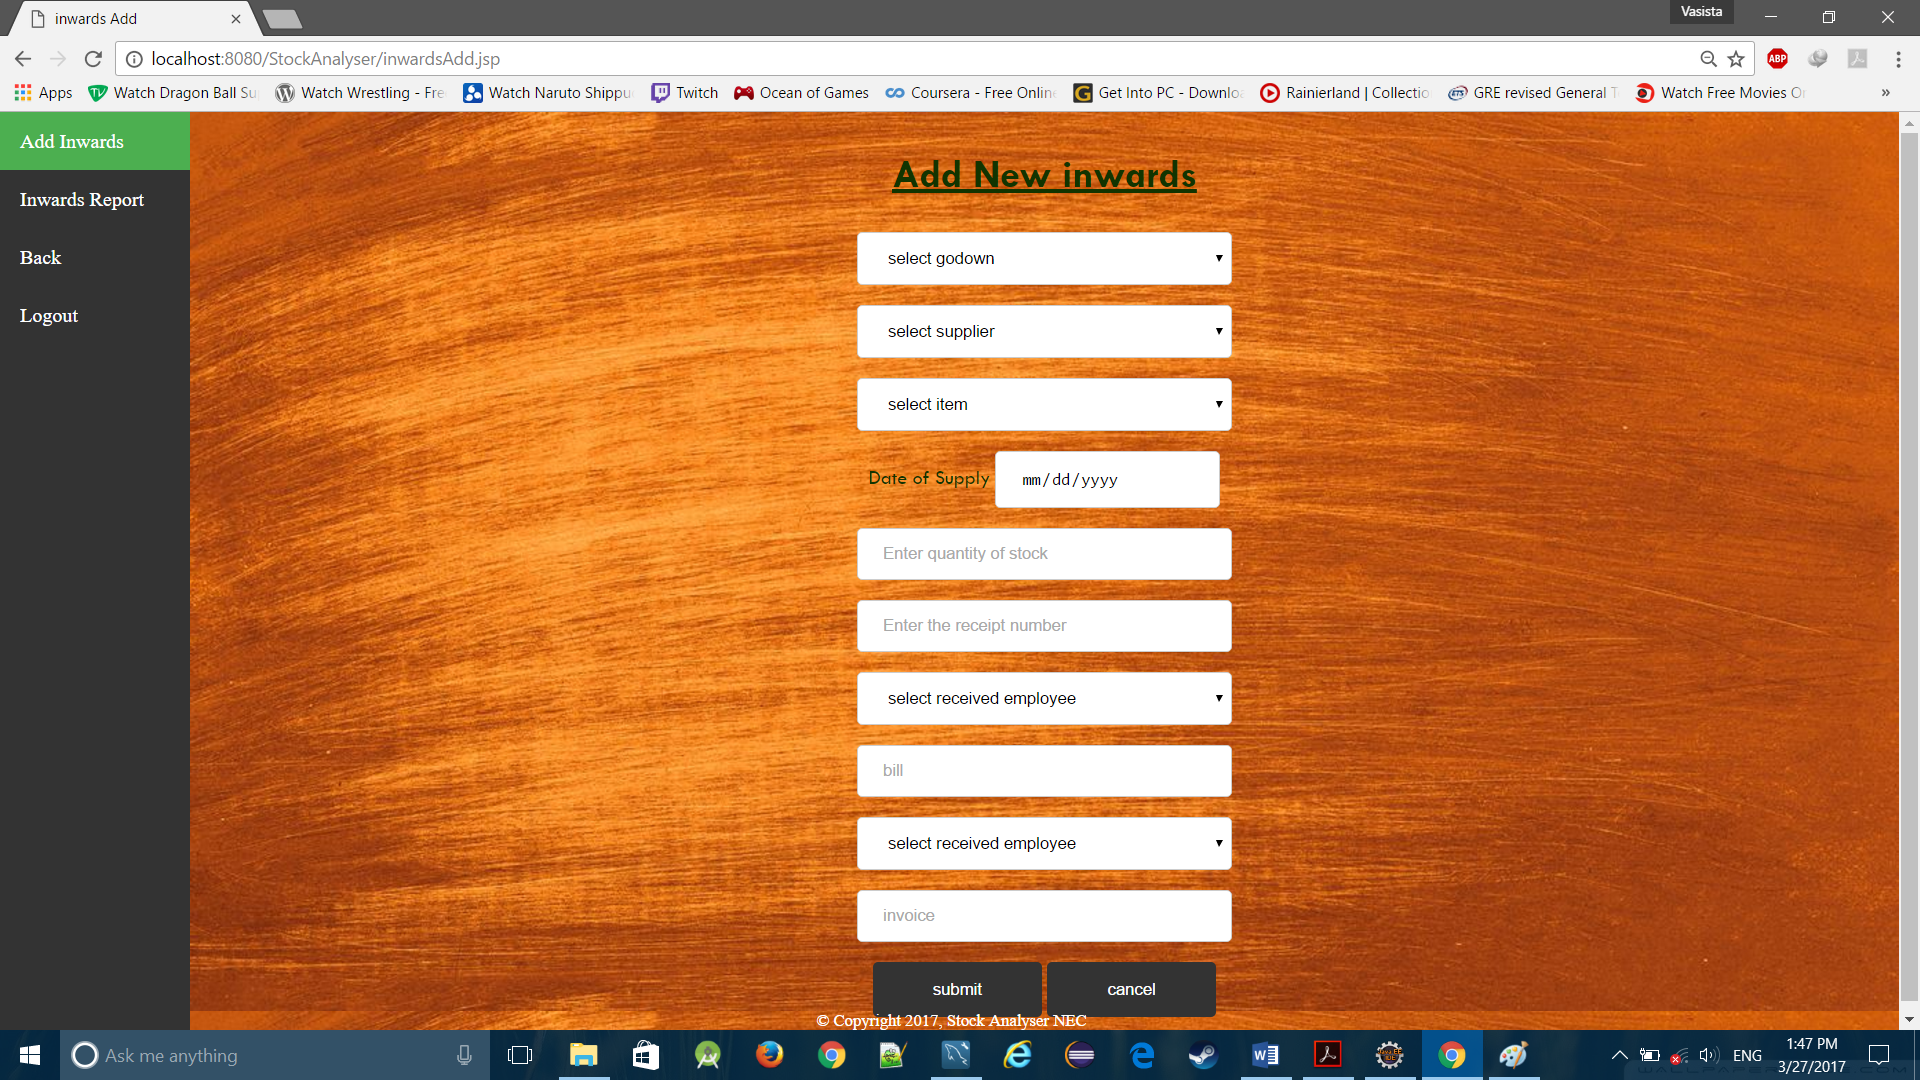 inwards Add
Vasista
localhost:8080/StockAnalyser/inwardsAdd.jsp
ABP
Apps
Watch Dragon Ball Su
Watch Wrestling - Fre
Watch Naruto Shippu
Twitch
Ocean of Games
Coursera - Free Onlin
Get Into PC - Downlo
Rainierland | Collectio
GRE revised General T
Watch Free Movies O
Add Inwards
Inwards Report
Back
Logout
Add New inwards
select godown
select supplier
select item
Date of Supply mm/dd/yyyy
Enter quantity of stock
Enter the receipt number
select received employee
bill
select received employee
invoice
submit cancel
© Copyright 2017, Stock Analyser NEC
Ask me anything
ENG
1:47 PM
3/27/2017